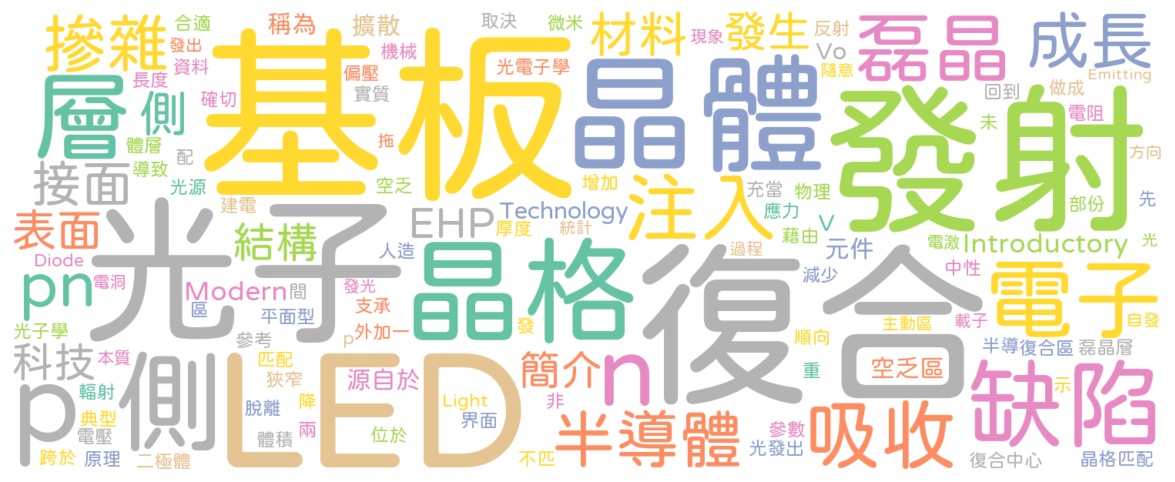 摻雜
合適
發出
資料
稱為
擴散
取決
微米
材料
現象
發生
反射
Vo
隨意
磊晶
成長
Emitting
機械
光電子學
偏壓
實質
長度
確切
層
側
基板
晶體
發射
回到
做成
電阻
未
方向
拖
體層
導致
配
接面
光源
空乏
增加
充當
物理
應力
V
部份
先
建電
EHP
Technology
厚度
統計
注入
藉由
表面
結構
人造
過程
元件
電激
Introductory
光
Diode
pn
電洞
光子
晶格
復合
減少
中性
電子
Modern
間
發光
區
平面型
支承
外加一
發
主動區
載子
自發
光子學
參考
p
順向
半導
復合區
磊晶層
科技
本質
匹配
狹窄
源自於
簡介
n
重
空乏區
示
缺陷
p
側
LED
輻射
典型
電壓
脫離
降
兩
Light
界面
非
半導體
參數
吸收
光發出
跨於
原理
二極體
體積
位於
不匹
復合中心
晶格匹配